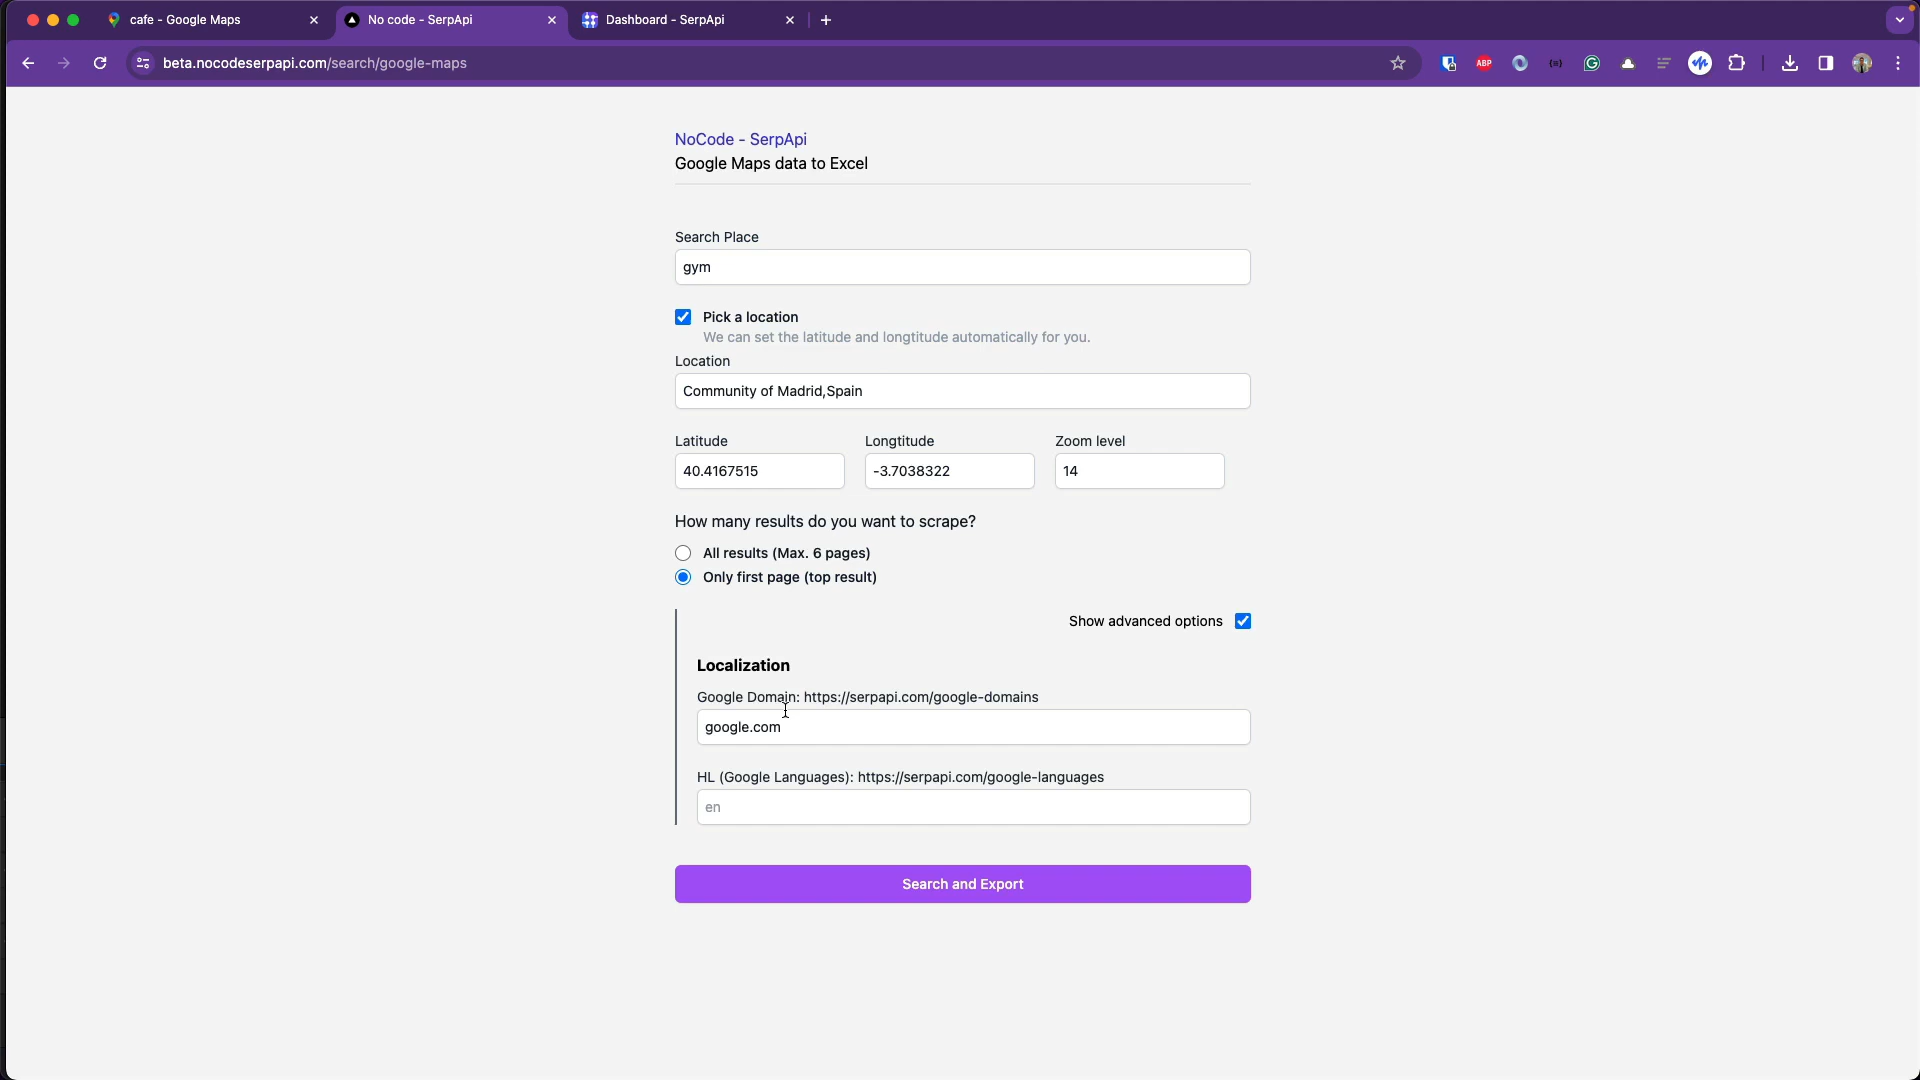 cafe - Google Maps
No code - SerpApi
Dashboard - SerpApi
beta.nocodeserpapi.com/search/google-maps
ABP
NoCode - SerpApi
Google Maps data to Excel
Search Place
gym
Pick a location
We can set the latitude and longtitude automatically for you.
Location
Community of Madrid,Spain
Latitude
Longtitude
Zoom level
40.4167515
-3.7038322
14
How many results do you want to scrape?
All results (Max. 6 pages)
Only first page (top result)
Show advanced options
Localization
Google Domain: https://serpapi.com/google-domains
google.com
HL (Google Languages): https://serpapi.com/google-languages
en
Search and Export